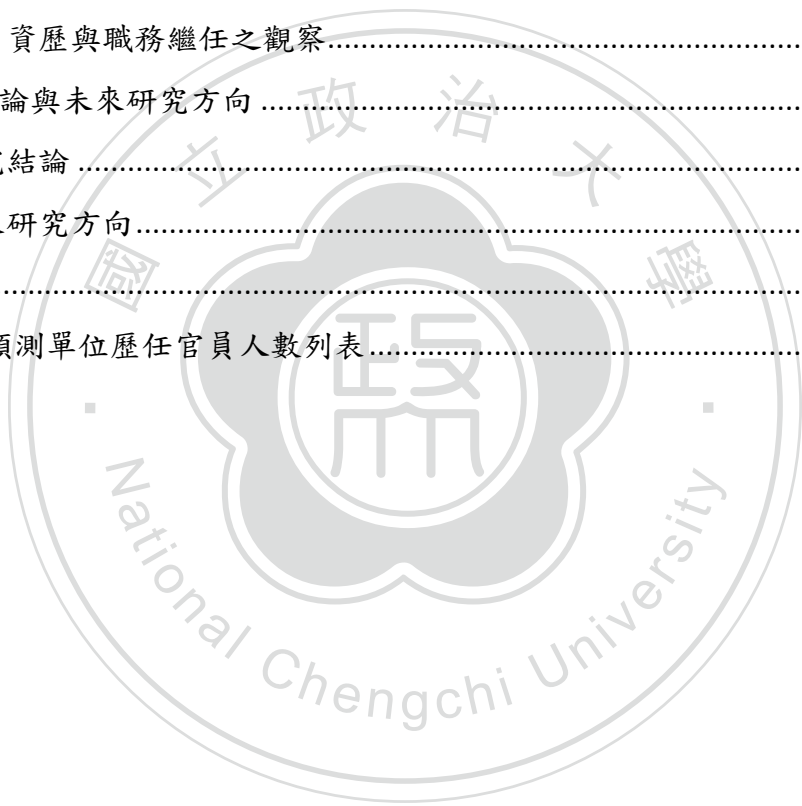 資歷與職務繼任之觀察........................................................
論與未來研究方向................................................................
結論........................................................................................
研究方向................................................................................
................................................................................................
預測單位歷任官員人數列表....................................................
國立政治大學
National Chengchi University